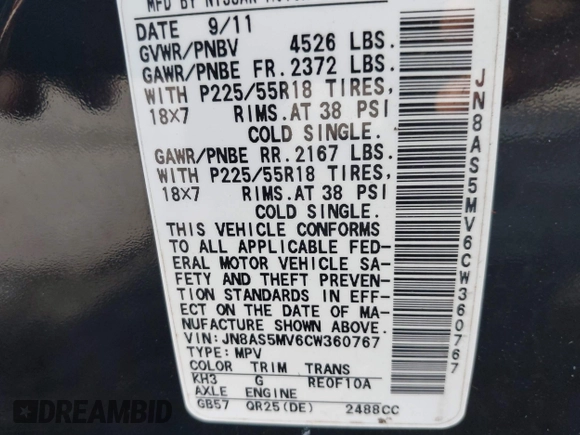 MFD BY NISSAN MOTOR
DATE 9/11
GVWR/PNBV 4526 LBS.
GAWR/PNBE FR. 2372 LBS.
WITH P225/55R18 TIRES,
18X7 RIMS.AT 38 PSI
COLD SINGLE.
GAWR/PNBE RR. 2167 LBS.
WITH P225/55R18 TIRES,
18X7 RIMS.AT 38 PSI
COLD SINGLE.
THIS VEHICLE CONFORMS
TO ALL APPLICABLE FED-
ERAL MOTOR VEHICLE SA-
FETY AND THEFT PREVEN-
TION STANDARDS IN EFF-
ECT ON THE DATE OF MA-
NUFACTURE SHOWN ABOVE.
VIN:JN8AS5MV6CW360767
TYPE:MPV
COLOR TRIM TRANS
KH3 G RE0F10A
AXLE ENGINE
GB57 QR25(DE) 2488CC
JN8AS5MV6CW360767
DREAMBID